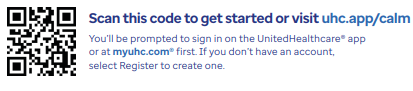 Scan this code to get started or visit uhc.app/calm
You'll be prompted to sign in on the UnitedHealthcare® app
or at myuhc.com® first. If you don't have an account,
select Register to create one.